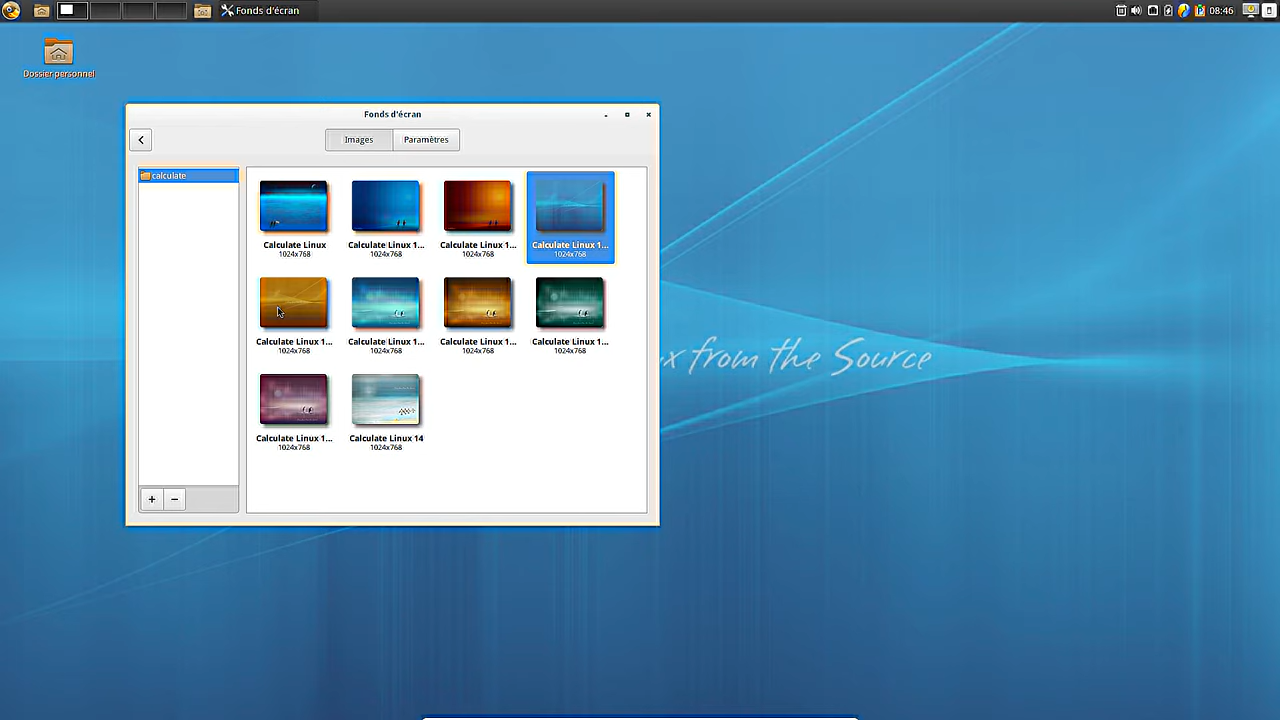 Fonds d'écran
08:46
Dossier personnel
Fonds d'écran
Images
Paramètres
calculate
Calculate Linux
1024x768
Calculate Linux 1...
1024x768
Calculate Linux 1...
1024x768
Calculate Linux 1...
1024x768
Calculate Linux 1...
1024x768
Calculate Linux 1...
1024x768
Calculate Linux 1...
1024x768
Calculate Linux 1...
1024x768
Calculate Linux 1...
1024x768
Calculate Linux 14
1024x768
x from the Source